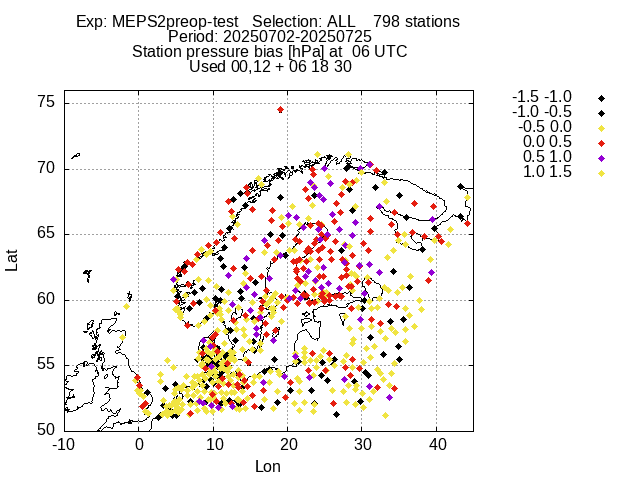 Exp: MEPS2preop-test   Selection: ALL    798 stations
Period: 20250702-20250725
Station pressure bias [hPa] at  06 UTC
Used 00,12 + 06 18 30
-1.5 -1.0
-1.0 -0.5
-0.5 0.0
0.0 0.5
0.5 1.0
1.0 1.5
75
70
65
60
55
50
Lat
-10 0 10 20 30 40
Lon